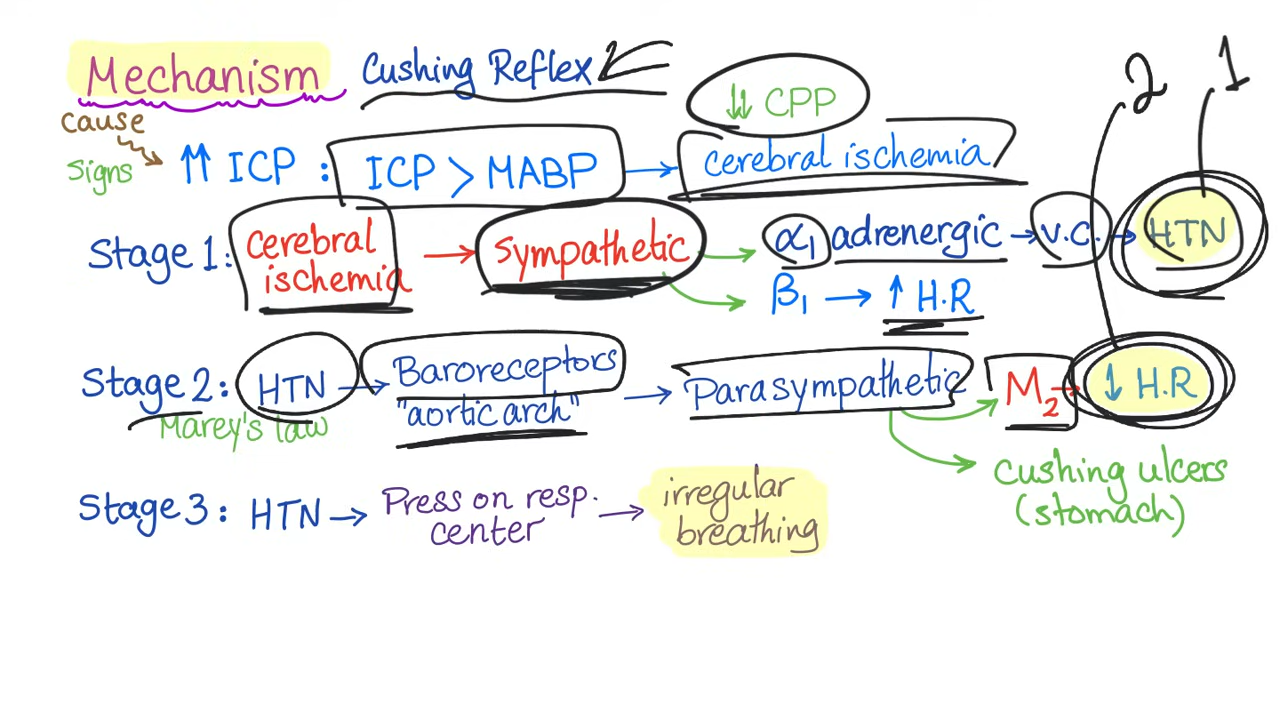 Mechanism Cushing Reflex
2 1
↓↓ CPP
cause
Signs ↑↑ ICP : ICP > MABP → cerebral ischemia
Stage 1: cerebral ischemia → sympathetic → α₁ adrenergic → v.c. → HTN
β₁ → ↑ H.R
Stage 2: HTN → Baroreceptors "aortic arch" → Parasympathetic → M₂ → ↓ H.R
Marey's law
cushing ulcers
(stomach)
Stage 3: HTN → Press on resp. center → irregular breathing